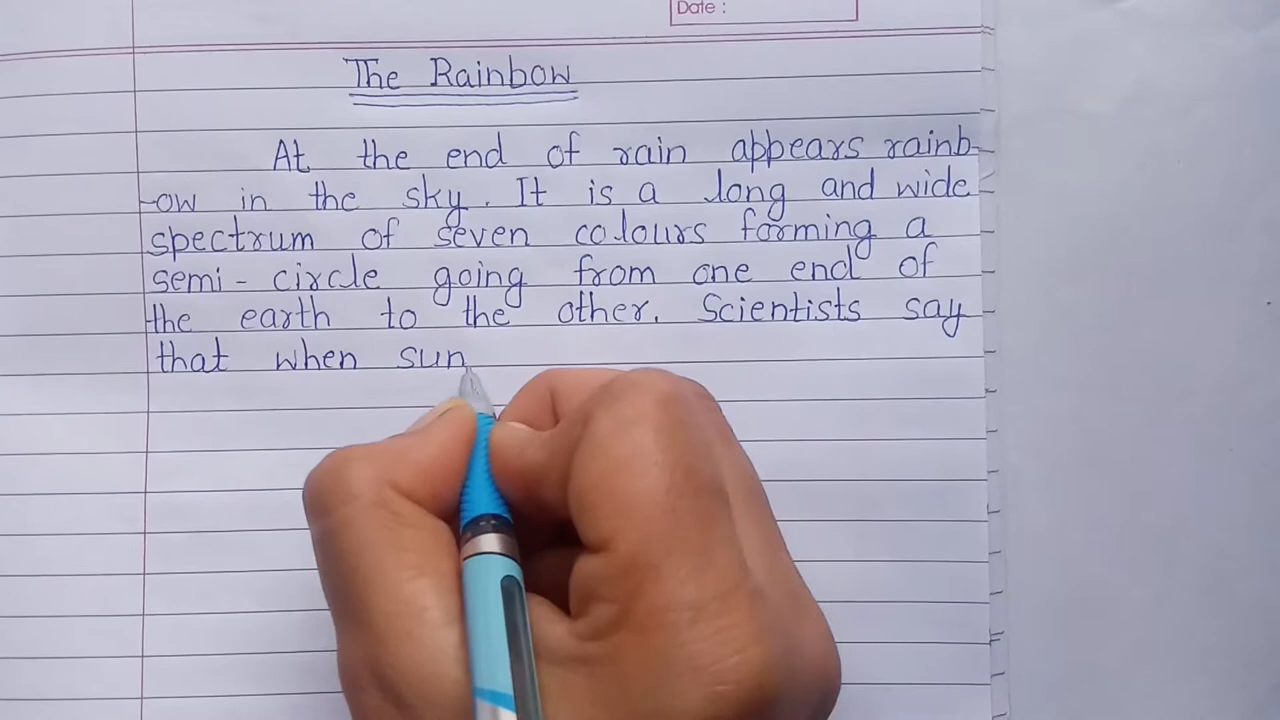 Date :
The Rainbow
At the end of rain appears rainb-
-ow in the sky. It is a long and wide
spectrum of seven colours forming a
semi- circle going from one end of
the earth to the other. Scientists say
that when sun